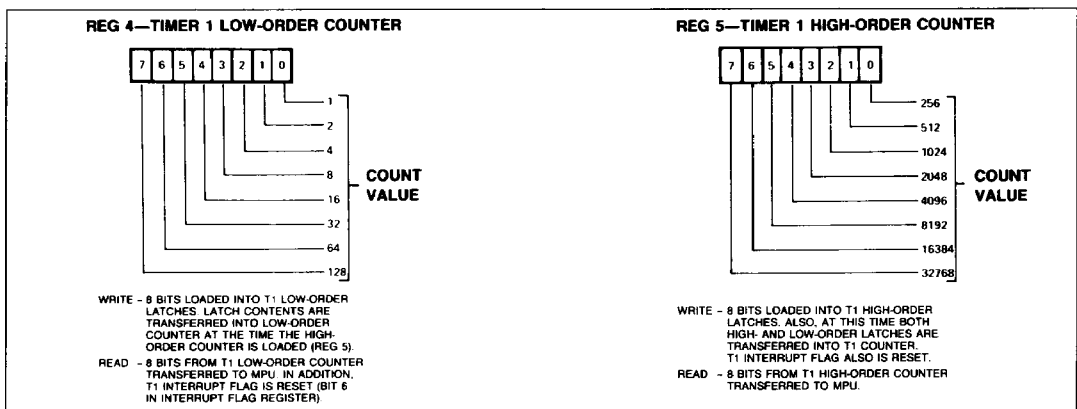 REG 4—TIMER 1 LOW-ORDER COUNTER
7 6 5 4 3 2 1 0
1
2
4
8
16
32
64
128
COUNT
VALUE
WRITE – 8 BITS LOADED INTO T1 LOW-ORDER
LATCHES. LATCH CONTENTS ARE
TRANSFERRED INTO LOW-ORDER
COUNTER AT THE TIME THE HIGH-
ORDER COUNTER IS LOADED (REG 5).
READ – 8 BITS FROM T1 LOW-ORDER COUNTER
TRANSFERRED TO MPU. IN ADDITION,
T1 INTERRUPT FLAG IS RESET (BIT 6
IN INTERRUPT FLAG REGISTER)
REG 5—TIMER 1 HIGH-ORDER COUNTER
7 6 5 4 3 2 1 0
256
512
1024
2048
4096
8192
16384
32768
COUNT
VALUE
WRITE – 8 BITS LOADED INTO T1 HIGH-ORDER
LATCHES. ALSO, AT THIS TIME BOTH
HIGH- AND LOW-ORDER LATCHES ARE
TRANSFERRED INTO T1 COUNTER.
T1 INTERRUPT FLAG ALSO IS RESET.
READ – 8 BITS FROM T1 HIGH-ORDER COUNTER
TRANSFERRED TO MPU.